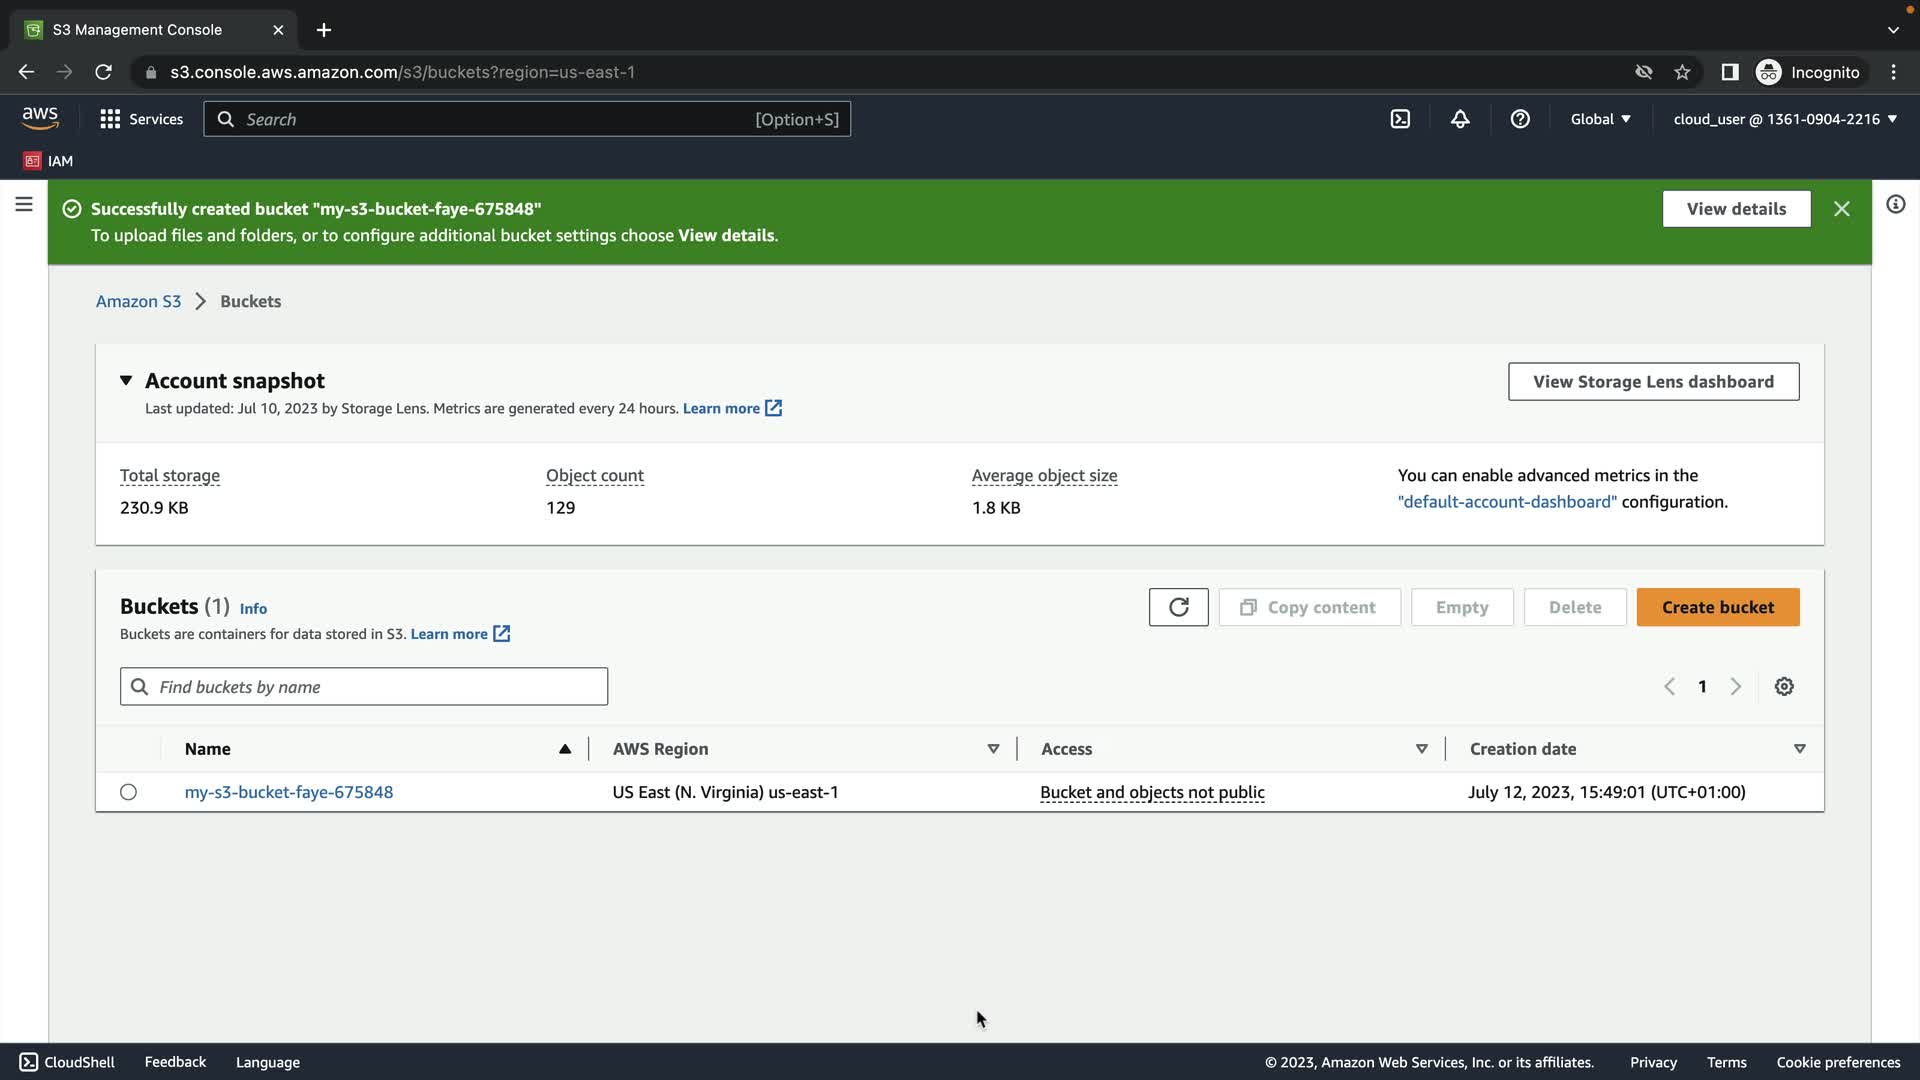 S3 Management Console
s3.console.aws.amazon.com/s3/buckets?region=us-east-1
Incognito
aws
Services
Search
[Option+S]
Global
cloud_user @ 1361-0904-2216
IAM
Successfully created bucket "my-s3-bucket-faye-675848"
To upload files and folders, or to configure additional bucket settings choose View details.
View details
Amazon S3 > Buckets
Account snapshot
Last updated: Jul 10, 2023 by Storage Lens. Metrics are generated every 24 hours. Learn more
View Storage Lens dashboard
Total storage
230.9 KB
Object count
129
Average object size
1.8 KB
You can enable advanced metrics in the
"default-account-dashboard" configuration.
Buckets (1) Info
Buckets are containers for data stored in S3. Learn more
Copy content
Empty
Delete
Create bucket
Find buckets by name
1
Name
AWS Region
Access
Creation date
my-s3-bucket-faye-675848
US East (N. Virginia) us-east-1
Bucket and objects not public
July 12, 2023, 15:49:01 (UTC+01:00)
CloudShell
Feedback
Language
© 2023, Amazon Web Services, Inc. or its affiliates.
Privacy
Terms
Cookie preferences